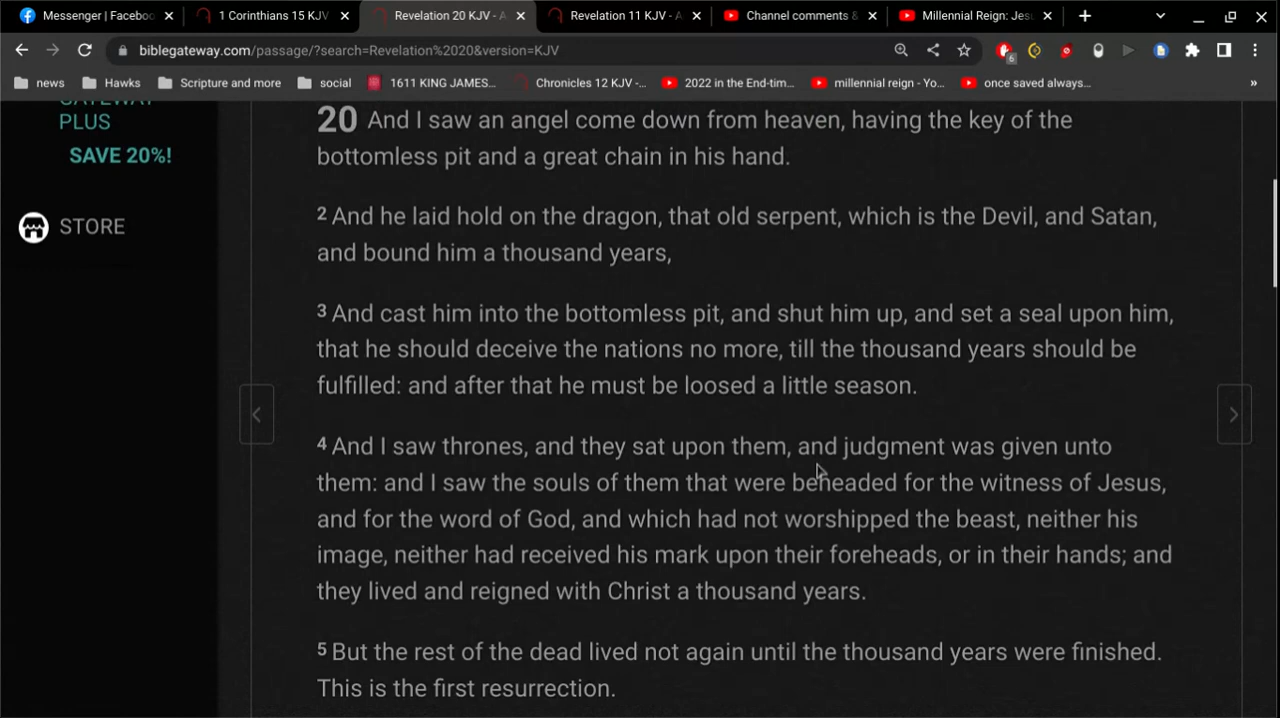 Messenger | Faceboo
1 Corinthians 15 KJV
Revelation 20 KJV - A
Revelation 11 KJV - A
Channel comments &
Millennial Reign: Jesu
biblegateway.com/passage/?search=Revelation%2020&version=KJV
6
news
Hawks
Scripture and more
social
1611 KING JAMES...
Chronicles 12 KJV -...
2022 in the End-tim...
millennial reign - Yo...
once saved always...
»
GATEWAY
PLUS
SAVE 20%!
STORE
20 And I saw an angel come down from heaven, having the key of the
bottomless pit and a great chain in his hand.
2 And he laid hold on the dragon, that old serpent, which is the Devil, and Satan,
and bound him a thousand years,
3 And cast him into the bottomless pit, and shut him up, and set a seal upon him,
that he should deceive the nations no more, till the thousand years should be
fulfilled: and after that he must be loosed a little season.
4 And I saw thrones, and they sat upon them, and judgment was given unto
them: and I saw the souls of them that were beheaded for the witness of Jesus,
and for the word of God, and which had not worshipped the beast, neither his
image, neither had received his mark upon their foreheads, or in their hands; and
they lived and reigned with Christ a thousand years.
5 But the rest of the dead lived not again until the thousand years were finished.
This is the first resurrection.